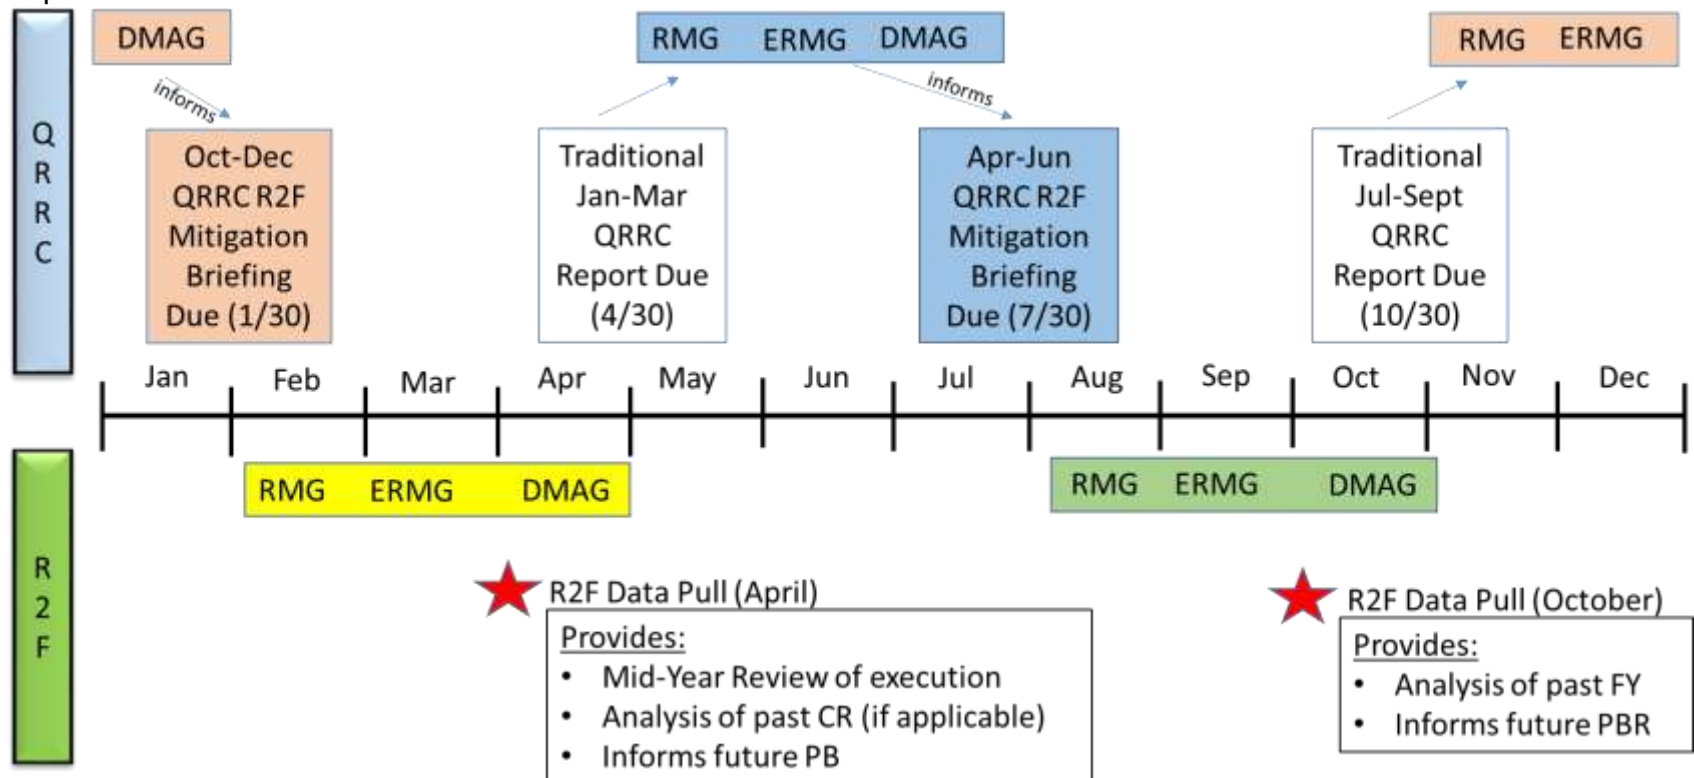 Q
R
R
C
DMAG
RMG ERMG DMAG
RMG ERMG
informs
informs
Oct-Dec
QRRC R2F
Mitigation
Briefing
Due (1/30)
Traditional
Jan-Mar
QRRC
Report Due
(4/30)
Apr-Jun
QRRC R2F
Mitigation
Briefing
Due (7/30)
Traditional
Jul-Sept
QRRC
Report Due
(10/30)
Jan Feb Mar Apr May Jun Jul Aug Sep Oct Nov Dec
R
2
F
RMG ERMG DMAG
RMG ERMG DMAG
R2F Data Pull (April)
Provides:
• Mid-Year Review of execution
• Analysis of past CR (if applicable)
• Informs future PB
R2F Data Pull (October)
Provides:
• Analysis of past FY
• Informs future PBR